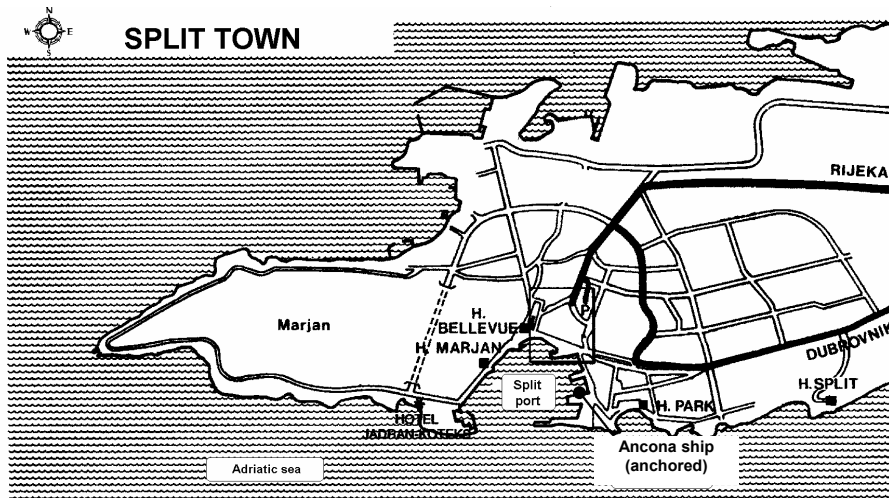 N
W E
S
SPLIT TOWN
RIJEKA
Marjan
H.
BELLEVUE
H. MARJAN
P
DUBROVNIK
Split
port
H. SPLIT
H. PARK
HOTEL
JADRAN-KOTEKS
Ancona ship
(anchored)
Adriatic sea